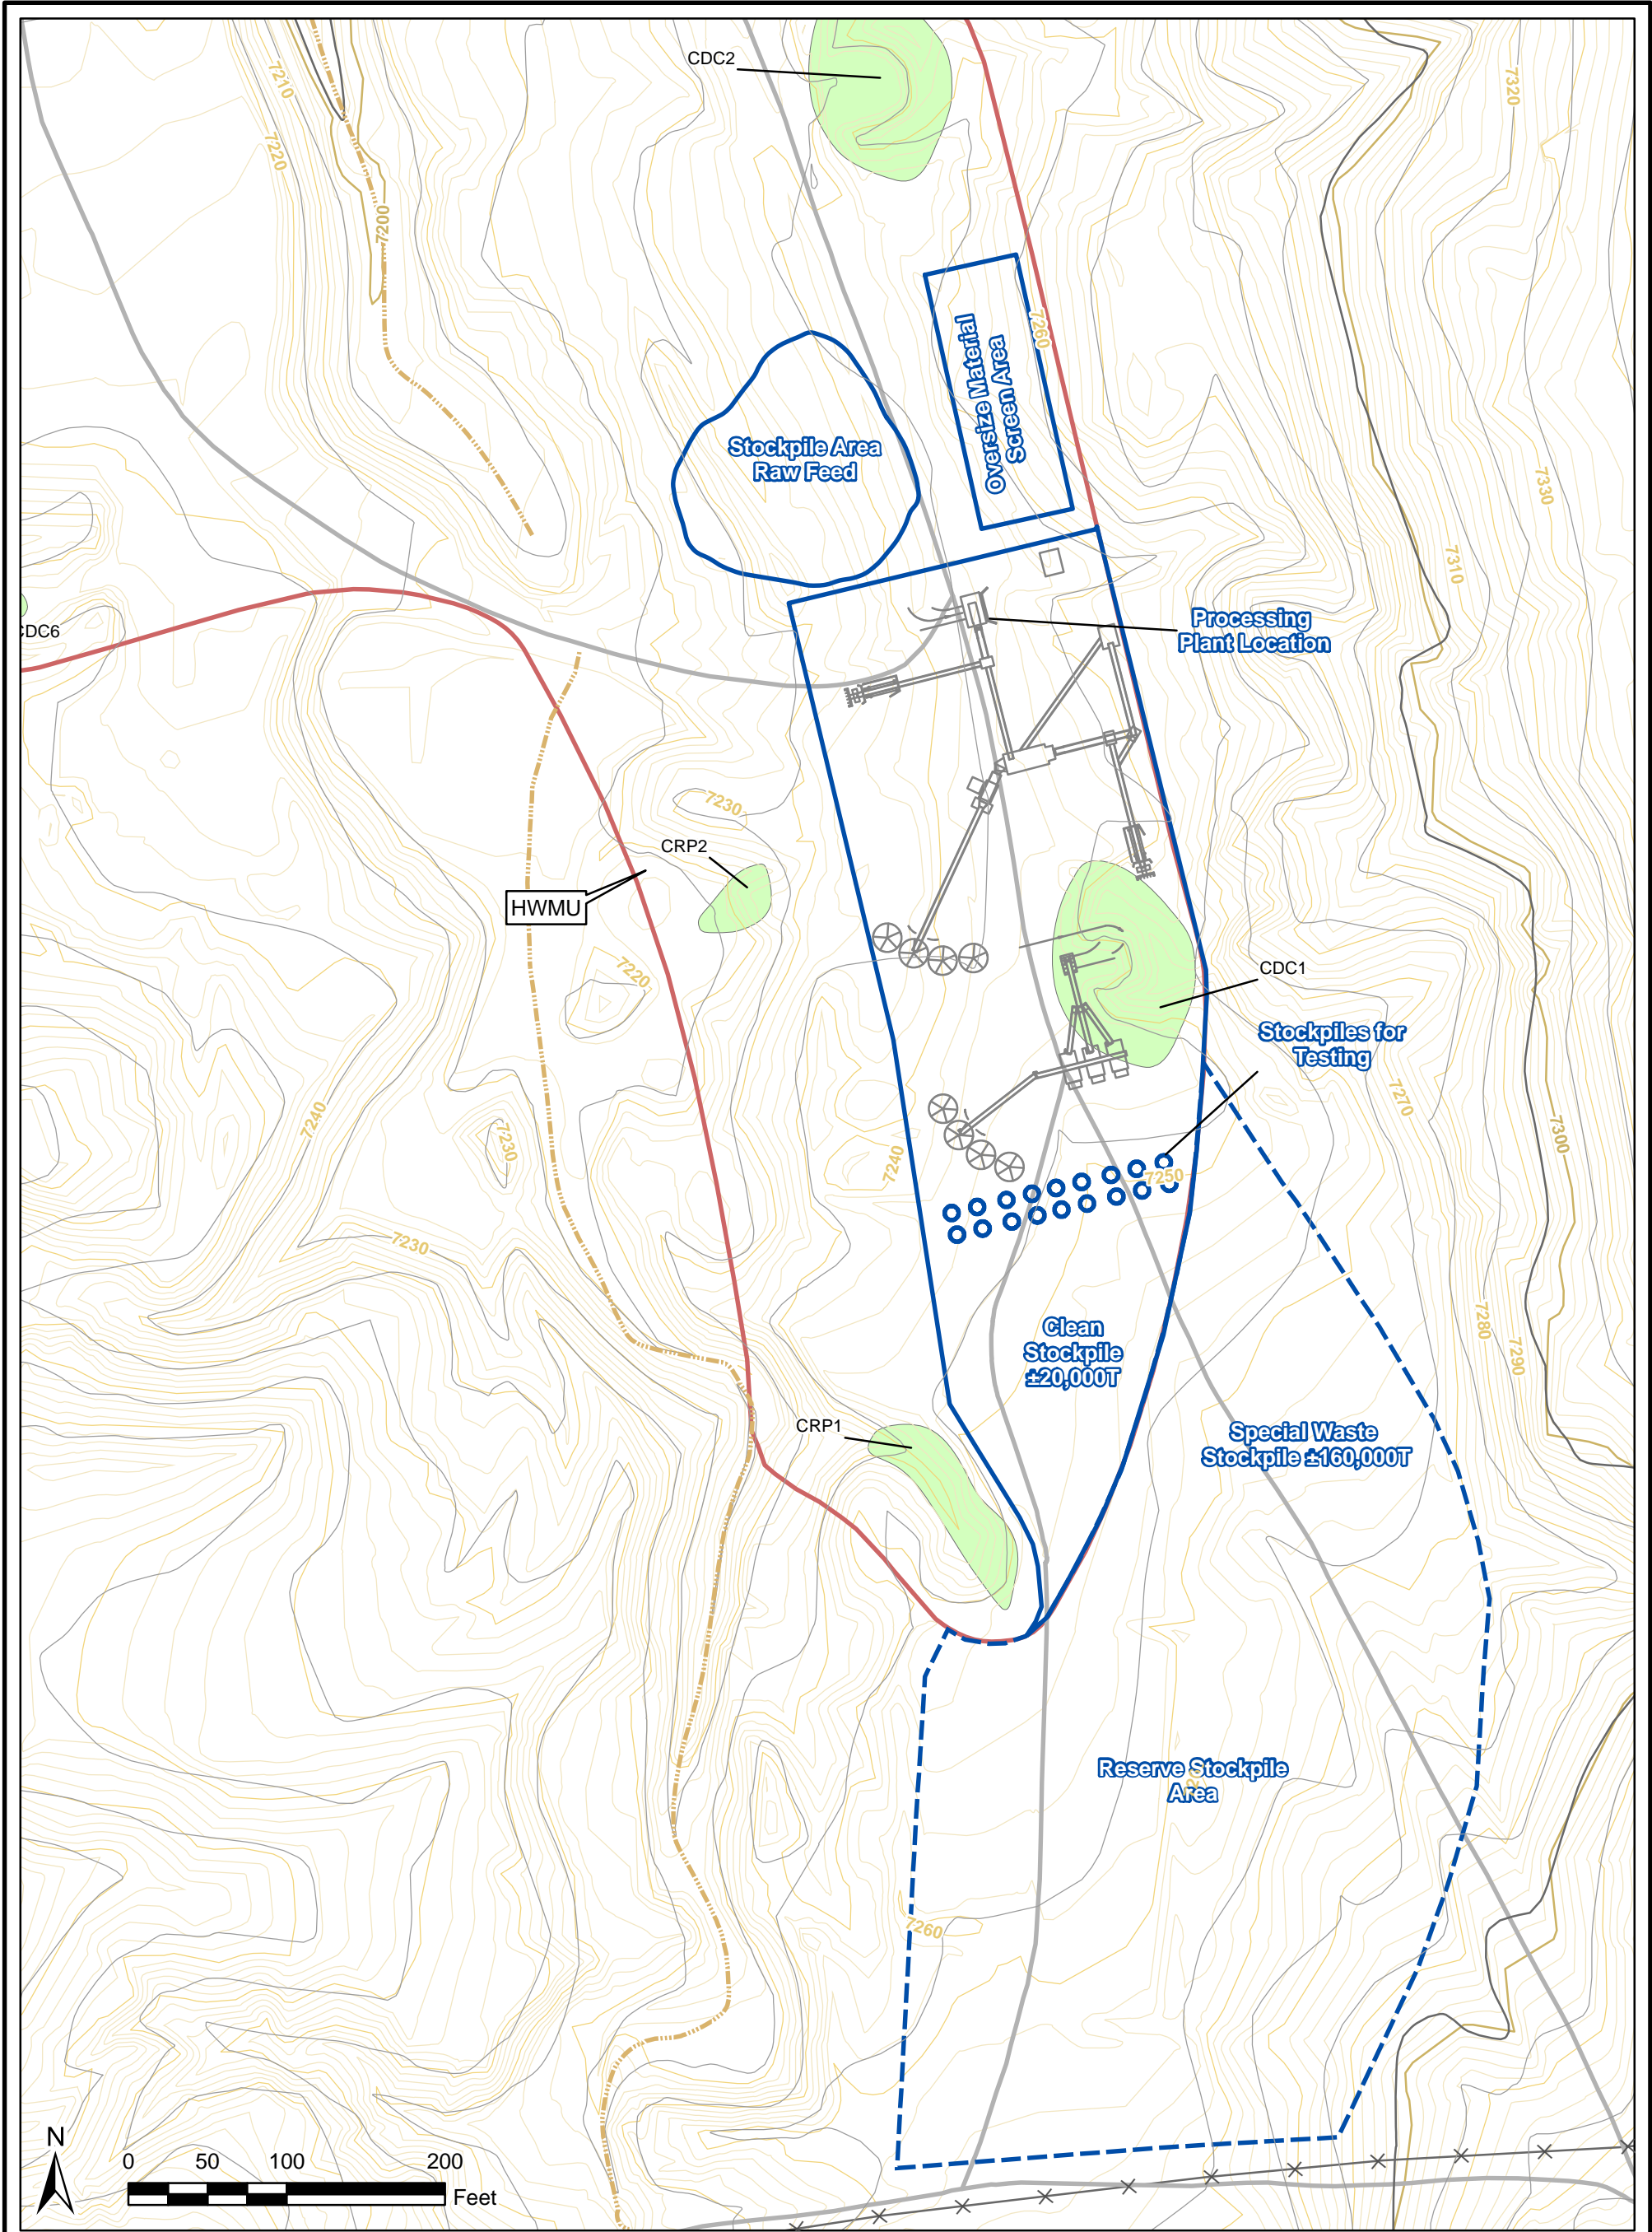 CDC2
7320
7210
7220
7200
7260
Oversize Material
Screen Area
Stockpile Area
Raw Feed
7330
7310
Processing
Plant Location
CDC6
7230
CRP2
HWMU
7220
CDC1
Stockpiles for
Testing
7270
7240
7230
7240
7250
7300
7230
Clean
Stockpile
±20,000T
7280
7290
CRP1
Special Waste
Stockpile ±160,000T
Reserve Stockpile
Area
7260
N
0 50 100 200
Feet